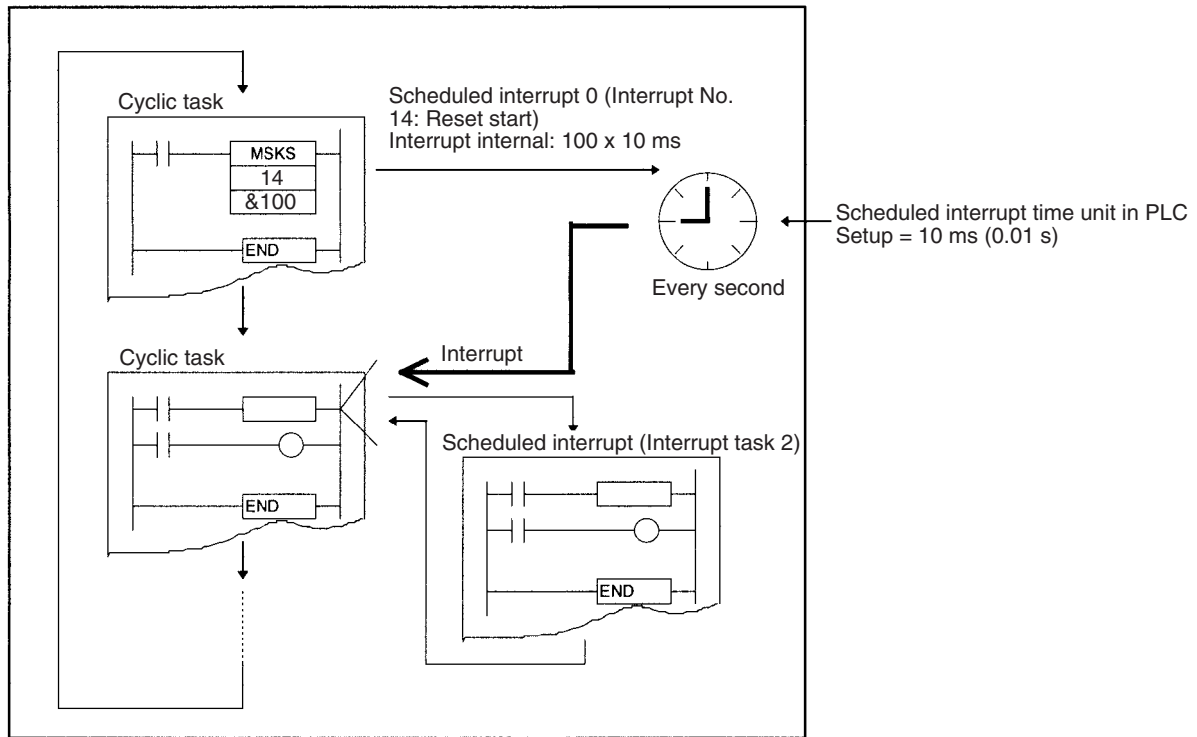 Cyclic task
Scheduled interrupt 0 (Interrupt No.
14: Reset start)
Interrupt internal: 100 x 10 ms
MSKS
14
&100
END
Scheduled interrupt time unit in PLC
Setup = 10 ms (0.01 s)
Every second
Cyclic task
Interrupt
END
Scheduled interrupt (Interrupt task 2)
END